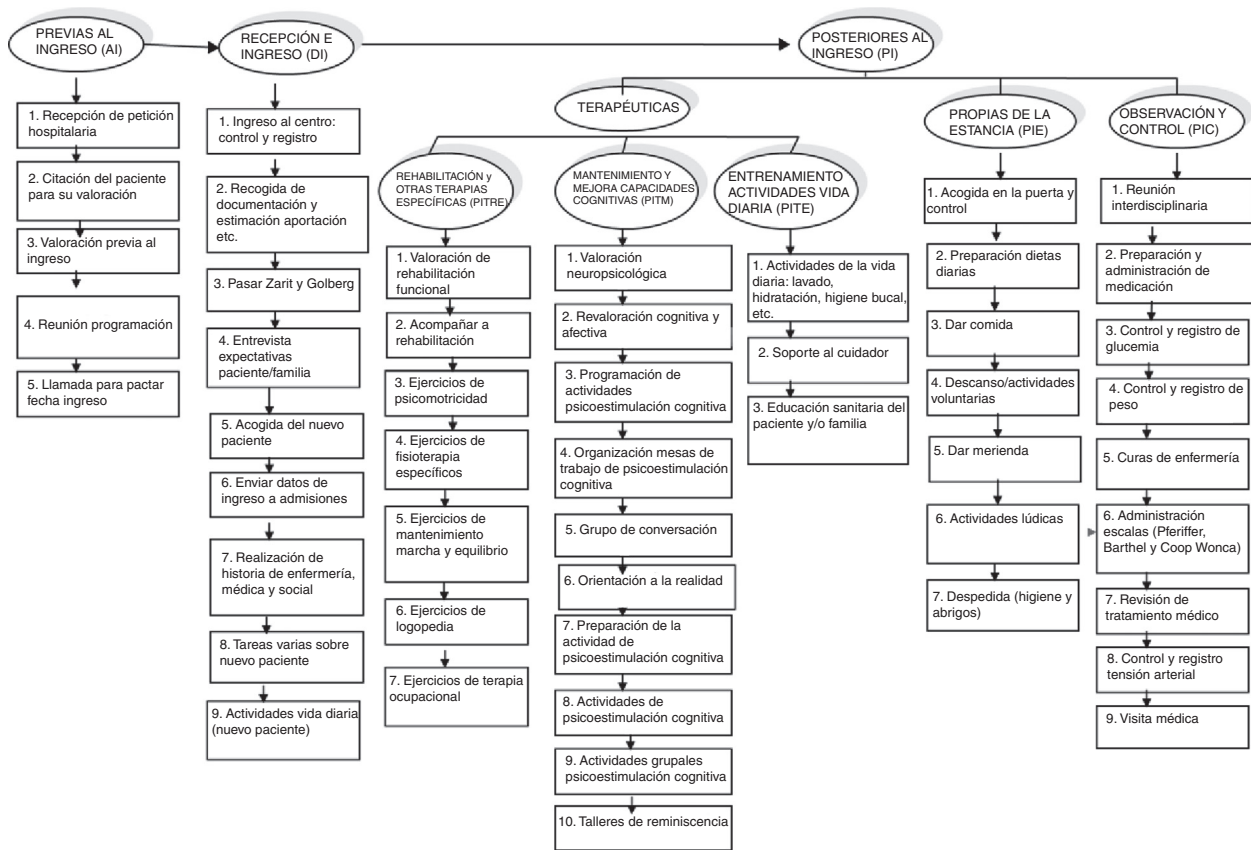 PREVIAS AL
INGRESO (AI)
RECEPCIÓN E
INGRESO (DI)
POSTERIORES AL
INGRESO (PI)
1. Recepción de petición
hospitalaria
2. Citación del paciente
para su valoración
3. Valoración previa al
ingreso
4. Reunión programación
5. Llamada para pactar
fecha ingreso
1. Ingreso al centro:
control y registro
2. Recogida de
documentación y
estimación aportación
etc.
3. Pasar Zarit y Golberg
4. Entrevista
expectativas
paciente/familia
5. Acogida del nuevo
paciente
6. Enviar datos de
ingreso a admisiones
7. Realización de
historia de enfermería,
médica y social
8. Tareas varias sobre
nuevo paciente
9. Actividades vida diaria
(nuevo paciente)
TERAPÉUTICAS
REHABILITACIÓN y
OTRAS TERAPIAS
ESPECÍFICAS (PITRE)
1. Valoración de
rehabilitación
funcional
2. Acompañar a
rehabilitación
3. Ejercicios de
psicomotricidad
4. Ejercicios de
fisioterapia
específicos
5. Ejercicios de
mantenimiento
marcha y equilibrio
6. Ejercicios de
logopedia
7. Ejercicios de terapia
ocupacional
MANTENIMIENTO Y
MEJORA CAPACIDADES
COGNITIVAS (PITM)
1. Valoración
neuropsicológica
2. Revaloración cognitiva y
afectiva
3. Programación de
actividades
psicoestimulación cognitiva
4. Organización mesas de
trabajo de psicoestimulación
cognitiva
5. Grupo de conversación
6. Orientación a la realidad
7. Preparación de la
actividad de
psicoestimulación cognitiva
8. Actividades de
psicoestimulación cognitiva
9. Actividades grupales
psicoestimulación cognitiva
10. Talleres de reminiscencia
ENTRENAMIENTO
ACTIVIDADES VIDA
DIARIA (PITE)
1. Actividades de la vida
diaria: lavado,
hidratación, higiene bucal,
etc.
2. Soporte al cuidador
3. Educación sanitaria del
paciente y/o familia
PROPIAS DE LA
ESTANCIA (PIE)
1. Acogida en la puerta y
control
2. Preparación dietas
diarias
3. Dar comida
4. Descanso/actividades
voluntarias
5. Dar merienda
6. Actividades lúdicas
7. Despedida (higiene y
abrigos)
OBSERVACIÓN Y
CONTROL (PIC)
1. Reunión
interdisciplinaria
2. Preparación y
administración de
medicación
3. Control y registro de
glucemia
4. Control y registro de
peso
5. Curas de enfermería
6. Administración
escalas (Pferiffer,
Barthel y Coop Wonca)
7. Revisión de
tratamiento médico
8. Control y registro
tensión arterial
9. Visita médica